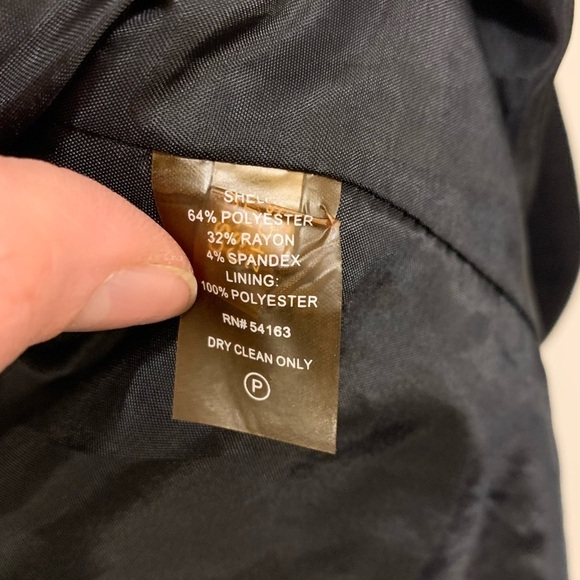 SHELL:
64% POLYESTER
32% RAYON
4% SPANDEX
LINING:
100% POLYESTER
RN# 54163
DRY CLEAN ONLY
P